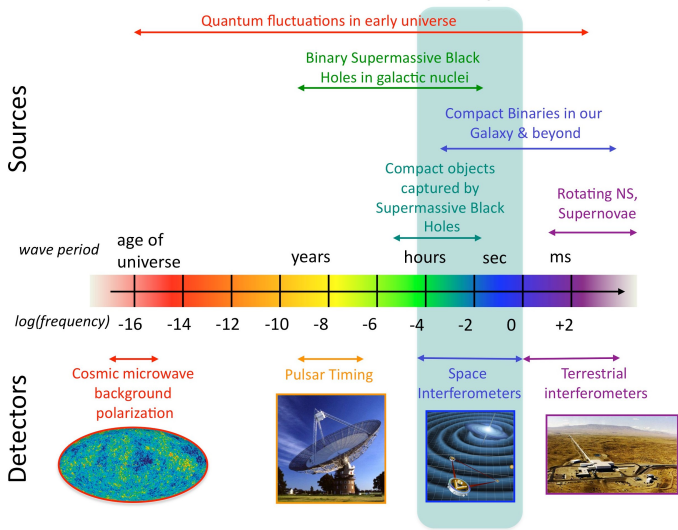 Quantum fluctuations in early universe
Binary Supermassive Black
Holes in galactic nuclei
Compact Binaries in our
Galaxy & beyond
Compact objects
captured by
Supermassive Black
Holes
Rotating NS,
Supernovae
Sources
wave period
age of
universe
years
hours
sec
ms
log(frequency)
-16 -14 -12 -10 -8 -6 -4 -2 0 +2
Detectors
Cosmic microwave
background
polarization
Pulsar Timing
Space
Interferometers
Terrestrial
interferometers